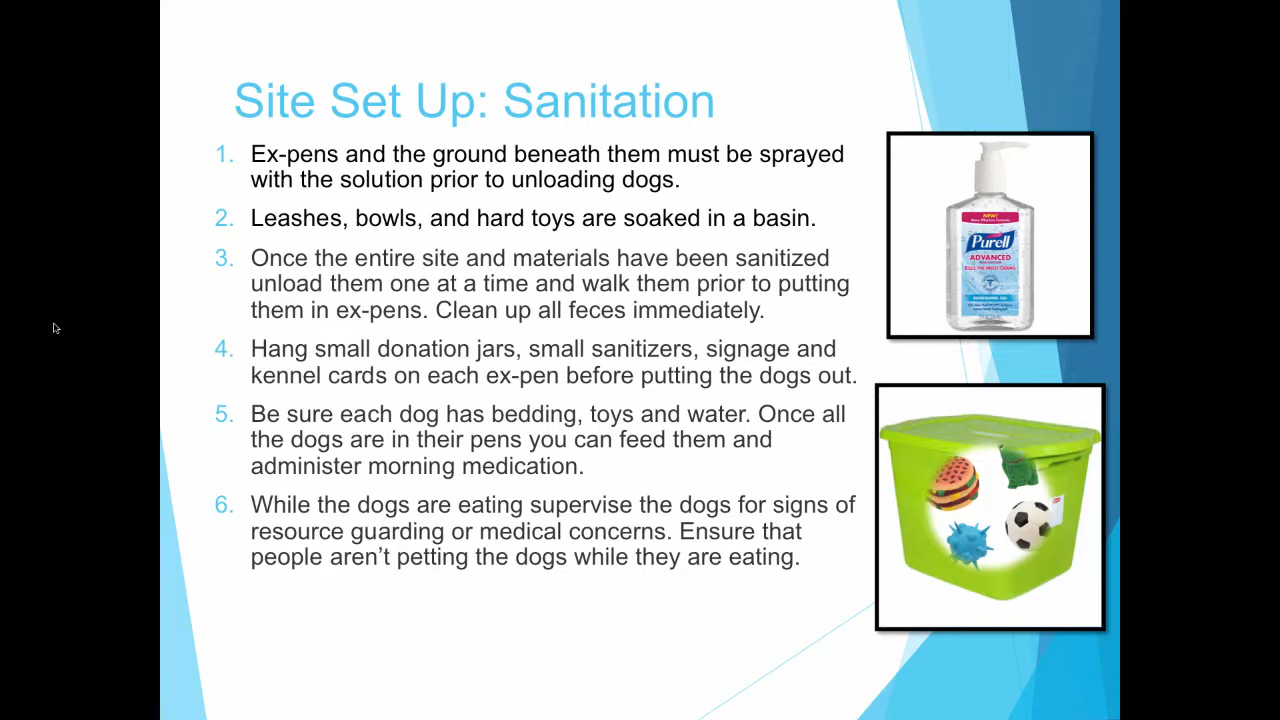 Site Set Up: Sanitation
1. Ex-pens and the ground beneath them must be sprayed
with the solution prior to unloading dogs.
2. Leashes, bowls, and hard toys are soaked in a basin.
3. Once the entire site and materials have been sanitized
unload them one at a time and walk them prior to putting
them in ex-pens. Clean up all feces immediately.
4. Hang small donation jars, small sanitizers, signage and
kennel cards on each ex-pen before putting the dogs out.
5. Be sure each dog has bedding, toys and water. Once all
the dogs are in their pens you can feed them and
administer morning medication.
6. While the dogs are eating supervise the dogs for signs of
resource guarding or medical concerns. Ensure that
people aren’t petting the dogs while they are eating.
NEW!
Purell
ADVANCED
KILLS THE MOST GERMS
REFRESHING GEL